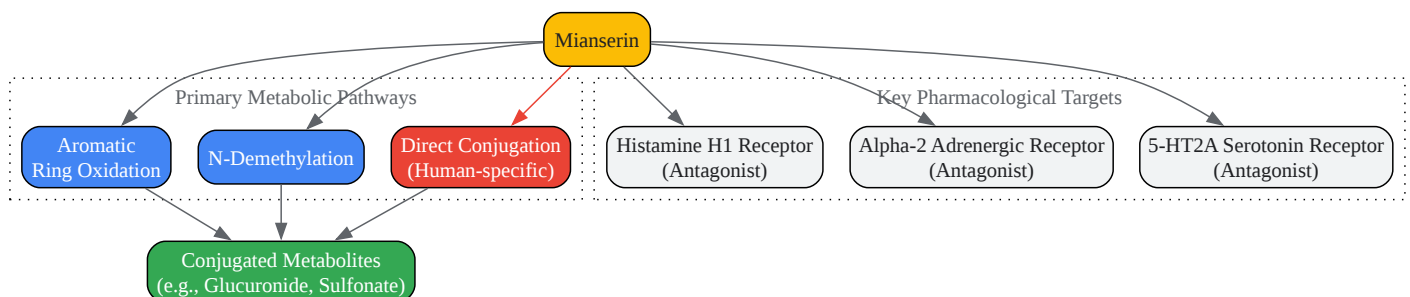 Mianserin
Primary Metabolic Pathways
Key Pharmacological Targets
Aromatic
Ring Oxidation
N-Demethylation
Direct Conjugation
(Human-specific)
Histamine H1 Receptor
(Antagonist)
Alpha-2 Adrenergic Receptor
(Antagonist)
5-HT2A Serotonin Receptor
(Antagonist)
Conjugated Metabolites
(e.g., Glucuronide, Sulfonate)